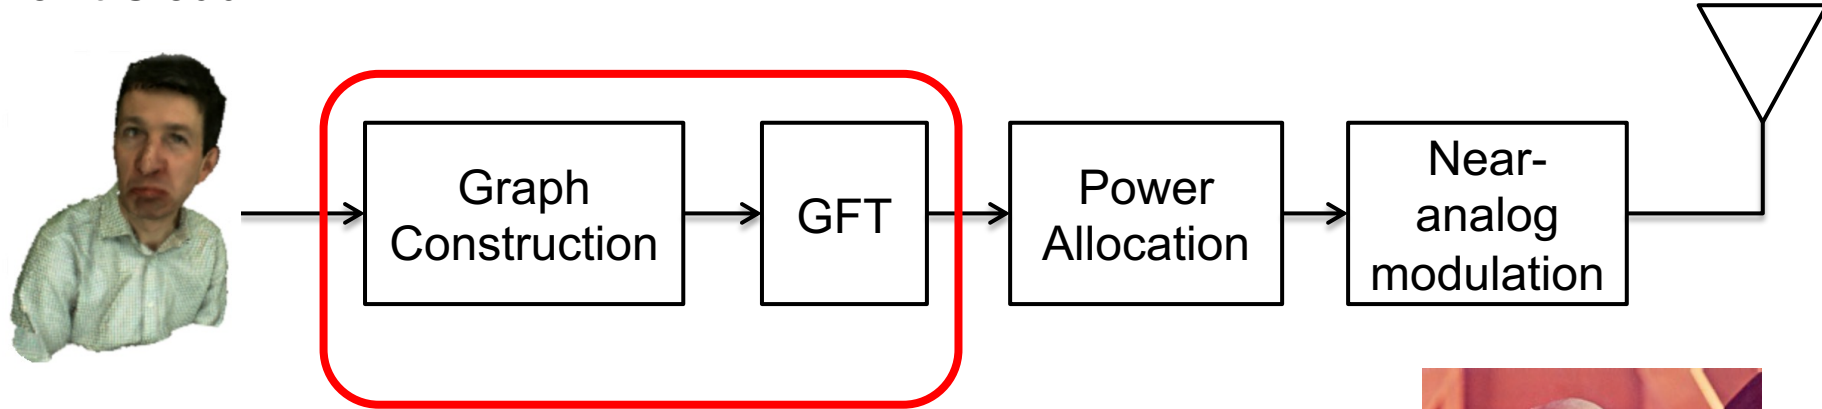 Graph
Construction
GFT
Power
Allocation
Near-
analog
modulation